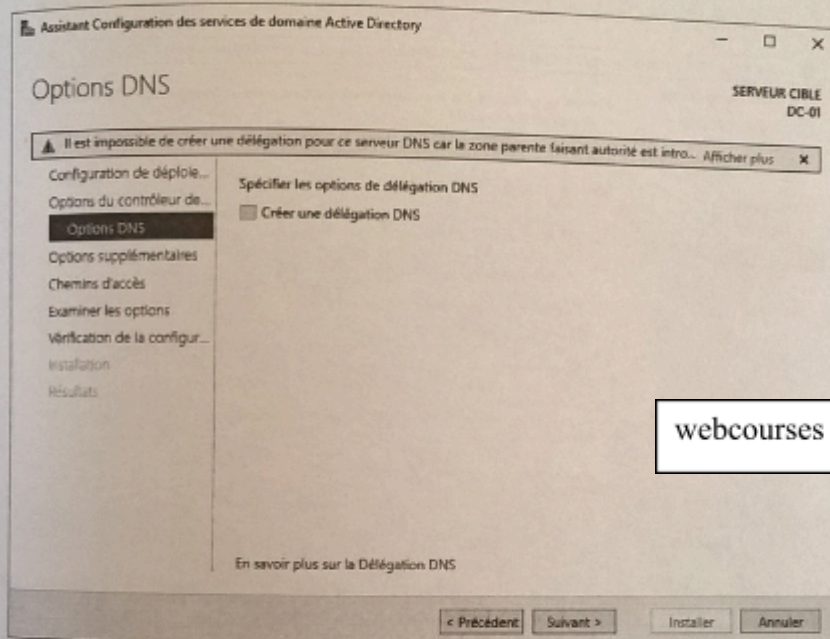 Assistant Configuration des services de domaine Active Directory
Options DNS
SERVEUR CIBLE
DC-01
Il est impossible de créer une délégation pour ce serveur DNS car la zone parente faisant autorité est intro... Afficher plus
Configuration de déploie...
Options du contrôleur de...
Options DNS
Options supplémentaires
Chemins d'accès
Examiner les options
Vérification de la configur...
Installation
Résultats
Spécifier les options de délégation DNS
Créer une délégation DNS
webcourses
En savoir plus sur la Délégation DNS
< Précédent
Suivant >
Installer
Annuler